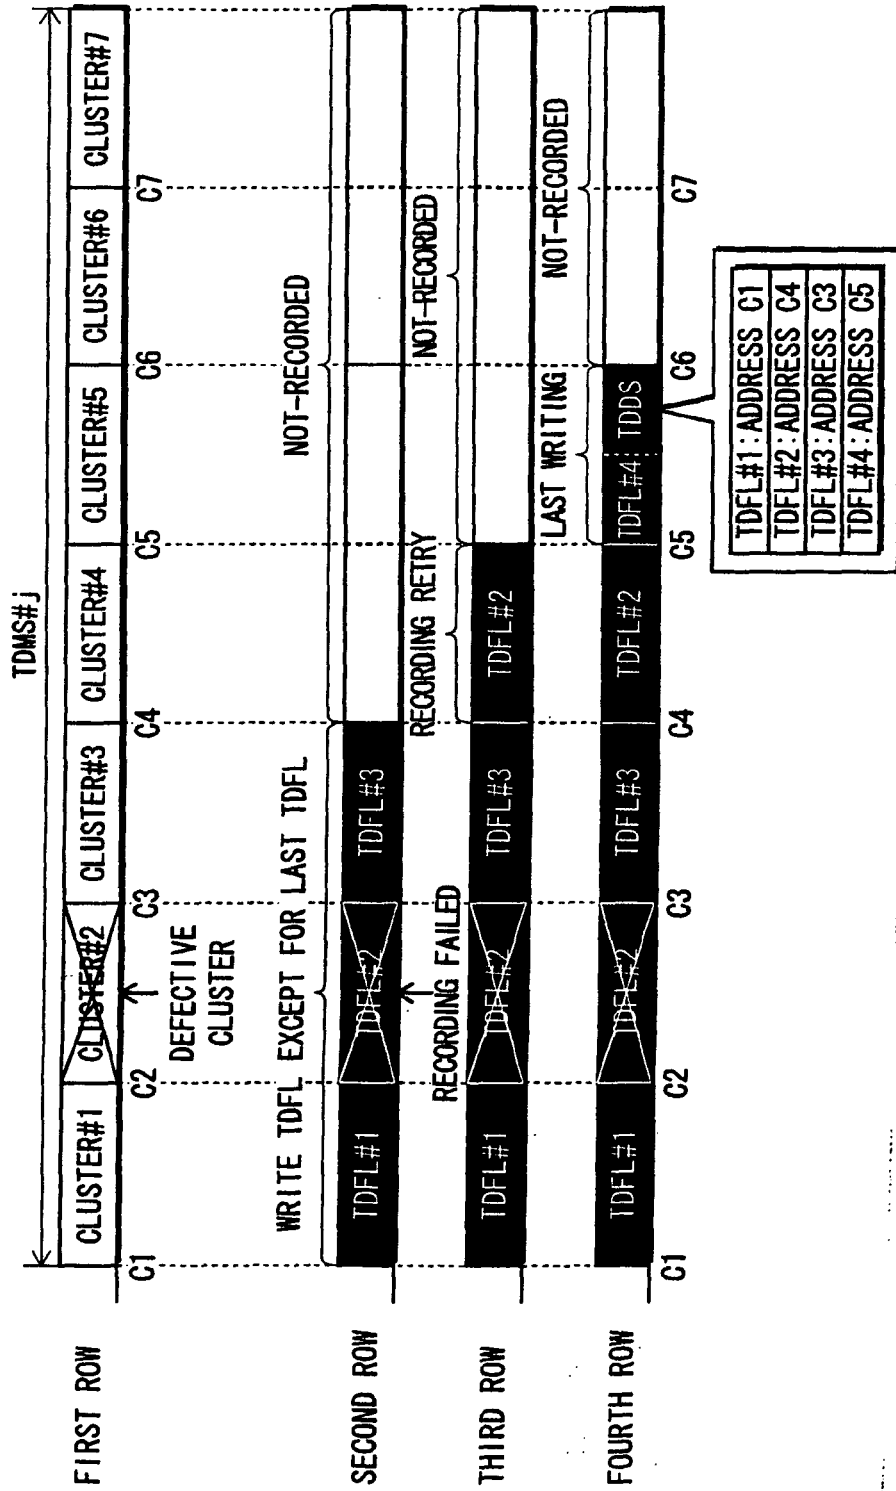 TDMS#j
FIRST ROW
CLUSTER#1 CLUSTER#2 CLUSTER#3 CLUSTER#4 CLUSTER#5 CLUSTER#6 CLUSTER#7
C1 C2 C3 C4 C5 C6 C7
DEFECTIVE
CLUSTER
WRITE TDFL EXCEPT FOR LAST TDFL
NOT-RECORDED
SECOND ROW
TDFL#1 TDFL#2 TDFL#3
RECORDING FAILED
RECORDING RETRY
NOT-RECORDED
THIRD ROW
TDFL#1 TDFL#2 TDFL#3 TDFL#2
LAST WRITING
NOT-RECORDED
FOURTH ROW
TDFL#1 TDFL#2 TDFL#3 TDFL#2 TDFL#4 TDDS
C1 C2 C3 C4 C5 C6 C7
TDFL#1:ADDRESS C1
TDFL#2:ADDRESS C4
TDFL#3:ADDRESS C3
TDFL#4:ADDRESS C5